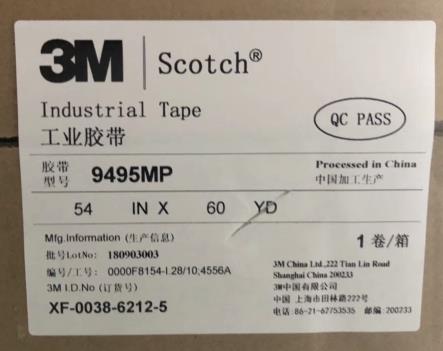 3M Scotch®
Industrial Tape
工业胶带
QC PASS
胶带型号 9495MP
Processed in China
中国加工生产
54 IN X 60 YD
Mfg.Information (生产信息)
1 卷/箱
批号LotNo: 180903003
编号/工号: 0000F8154-I.28/10;4556A
3M I.D.No (订货号)
XF-0038-6212-5
3M China Ltd.,222 Tian Lin Road
Shanghai China 200233
3M中国有限公司
中国 上海市田林路222号
电话:86-21-62753535 邮编:200233